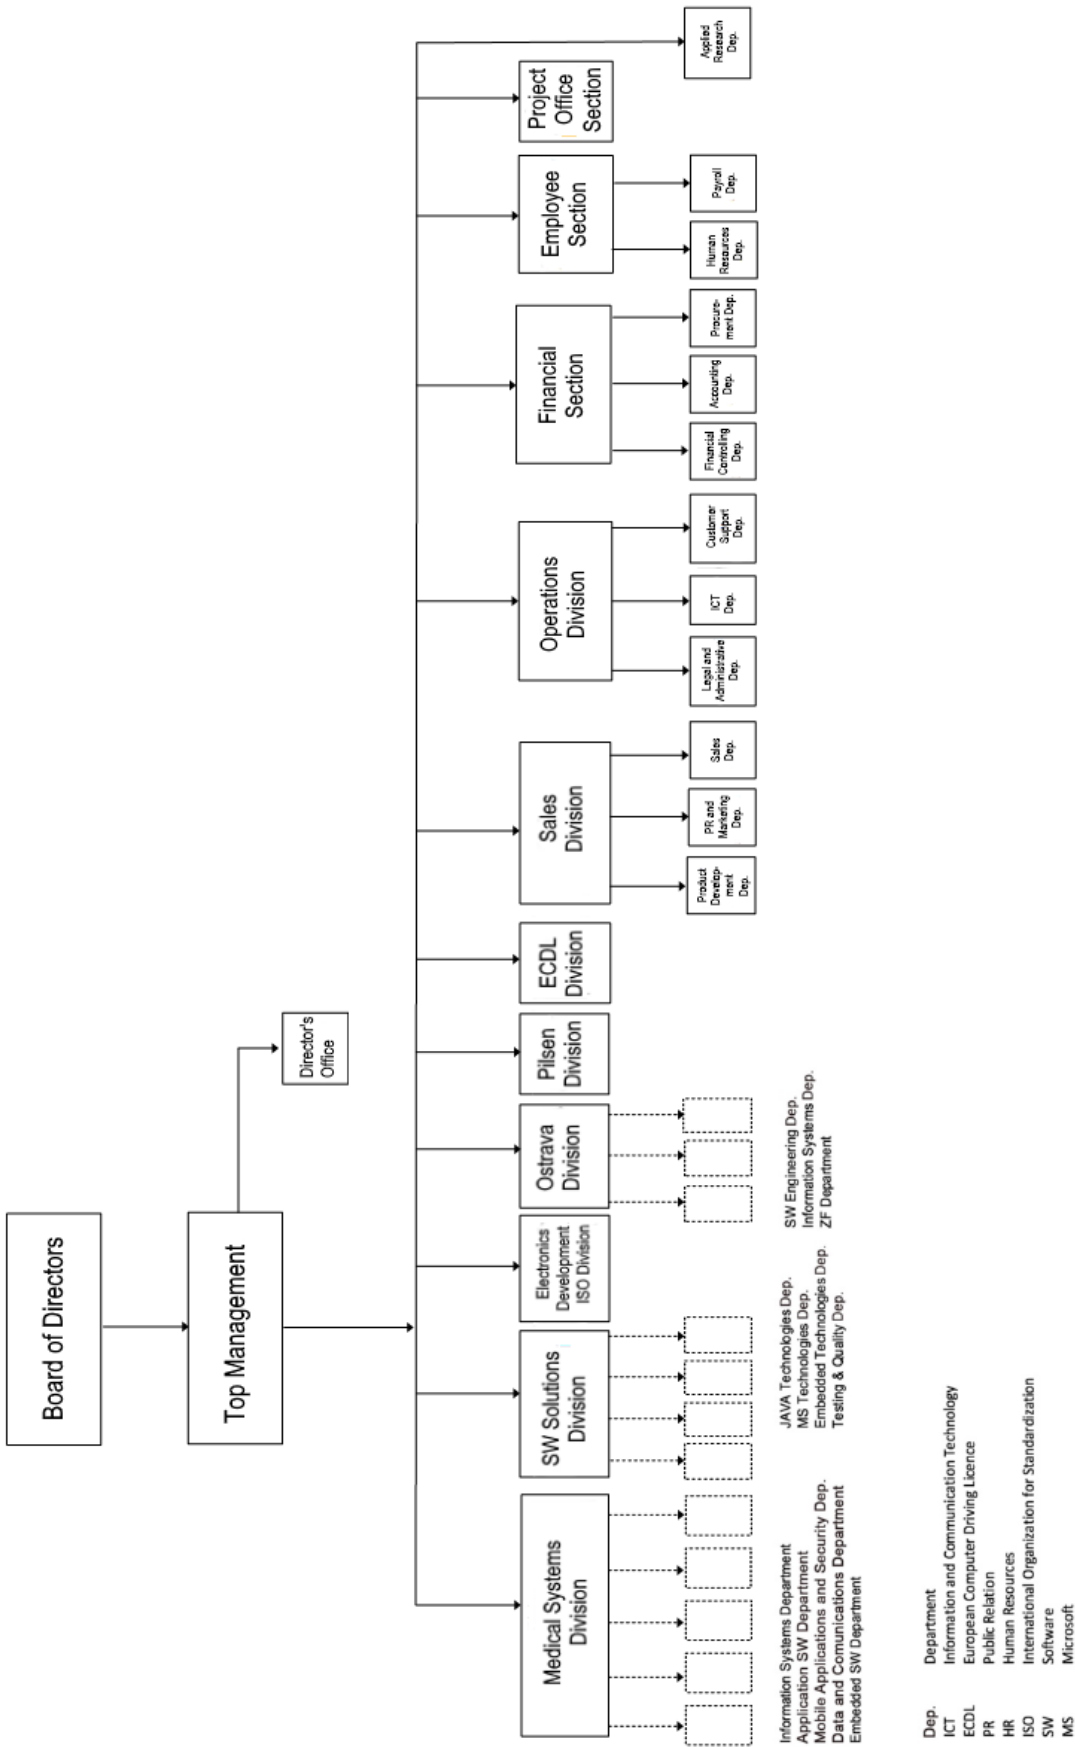 Board of Directors
Top Management
Director's
Office
Medical Systems
Division
SW Solutions
Division
Electronics
Development
ISO Division
Ostrava
Division
Pilsen
Division
ECDL
Division
Sales
Division
Operations
Division
Financial
Section
Employee
Section
Project
Office
Section
Applied
Research
Dep.
Product
Develop-
ment
Dep.
PR and
Marketing
Dep.
Sales
Dep.
Legal and
Administrative
Dep.
ICT
Dep.
Customer
Support
Dep.
Financial
Controlling
Dep.
Accounting
Dep.
Procure-
ment Dep.
Human
Resources
Dep.
Payroll
Dep.
Information Systems Department
Application SW Department
Mobile Applications and Security Dep.
Data and Comunications Department
Embedded SW Department
JAVA Technologies Dep.
MS Technologies Dep.
Embedded Technologies Dep.
Testing & Quality Dep.
SW Engineering Dep.
Information Systems Dep.
ZF Department
Dep. Department
ICT Information and Communication Technology
ECDL European Computer Driving Licence
PR Public Relation
HR Human Resources
ISO International Organization for Standardization
SW Software
MS Microsoft